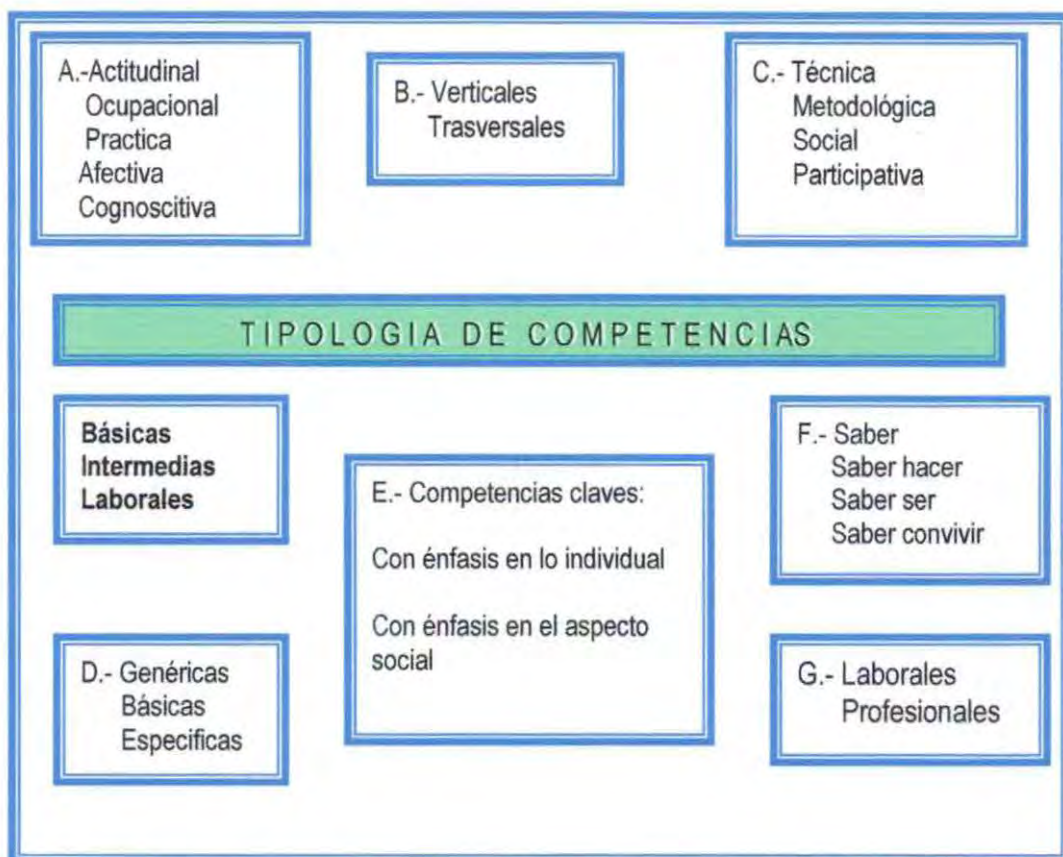 A.-Actitudinal
Ocupacional
Practica
Afectiva
Cognoscitiva
B.- Verticales
Trasversales
C.- Técnica
Metodológica
Social
Participativa
TIPOLOGIA DE COMPETENCIAS
Básicas
Intermedias
Laborales
E.- Competencias claves:
Con énfasis en lo individual
Con énfasis en el aspecto
social
F.- Saber
Saber hacer
Saber ser
Saber convivir
D.- Genéricas
Básicas
Especificas
G.- Laborales
Profesionales